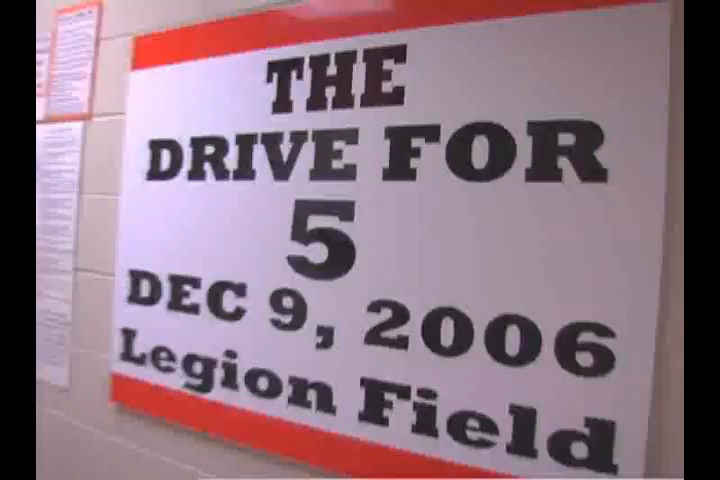 THE
DRIVE FOR
5
DEC 9, 2006
Legion Field